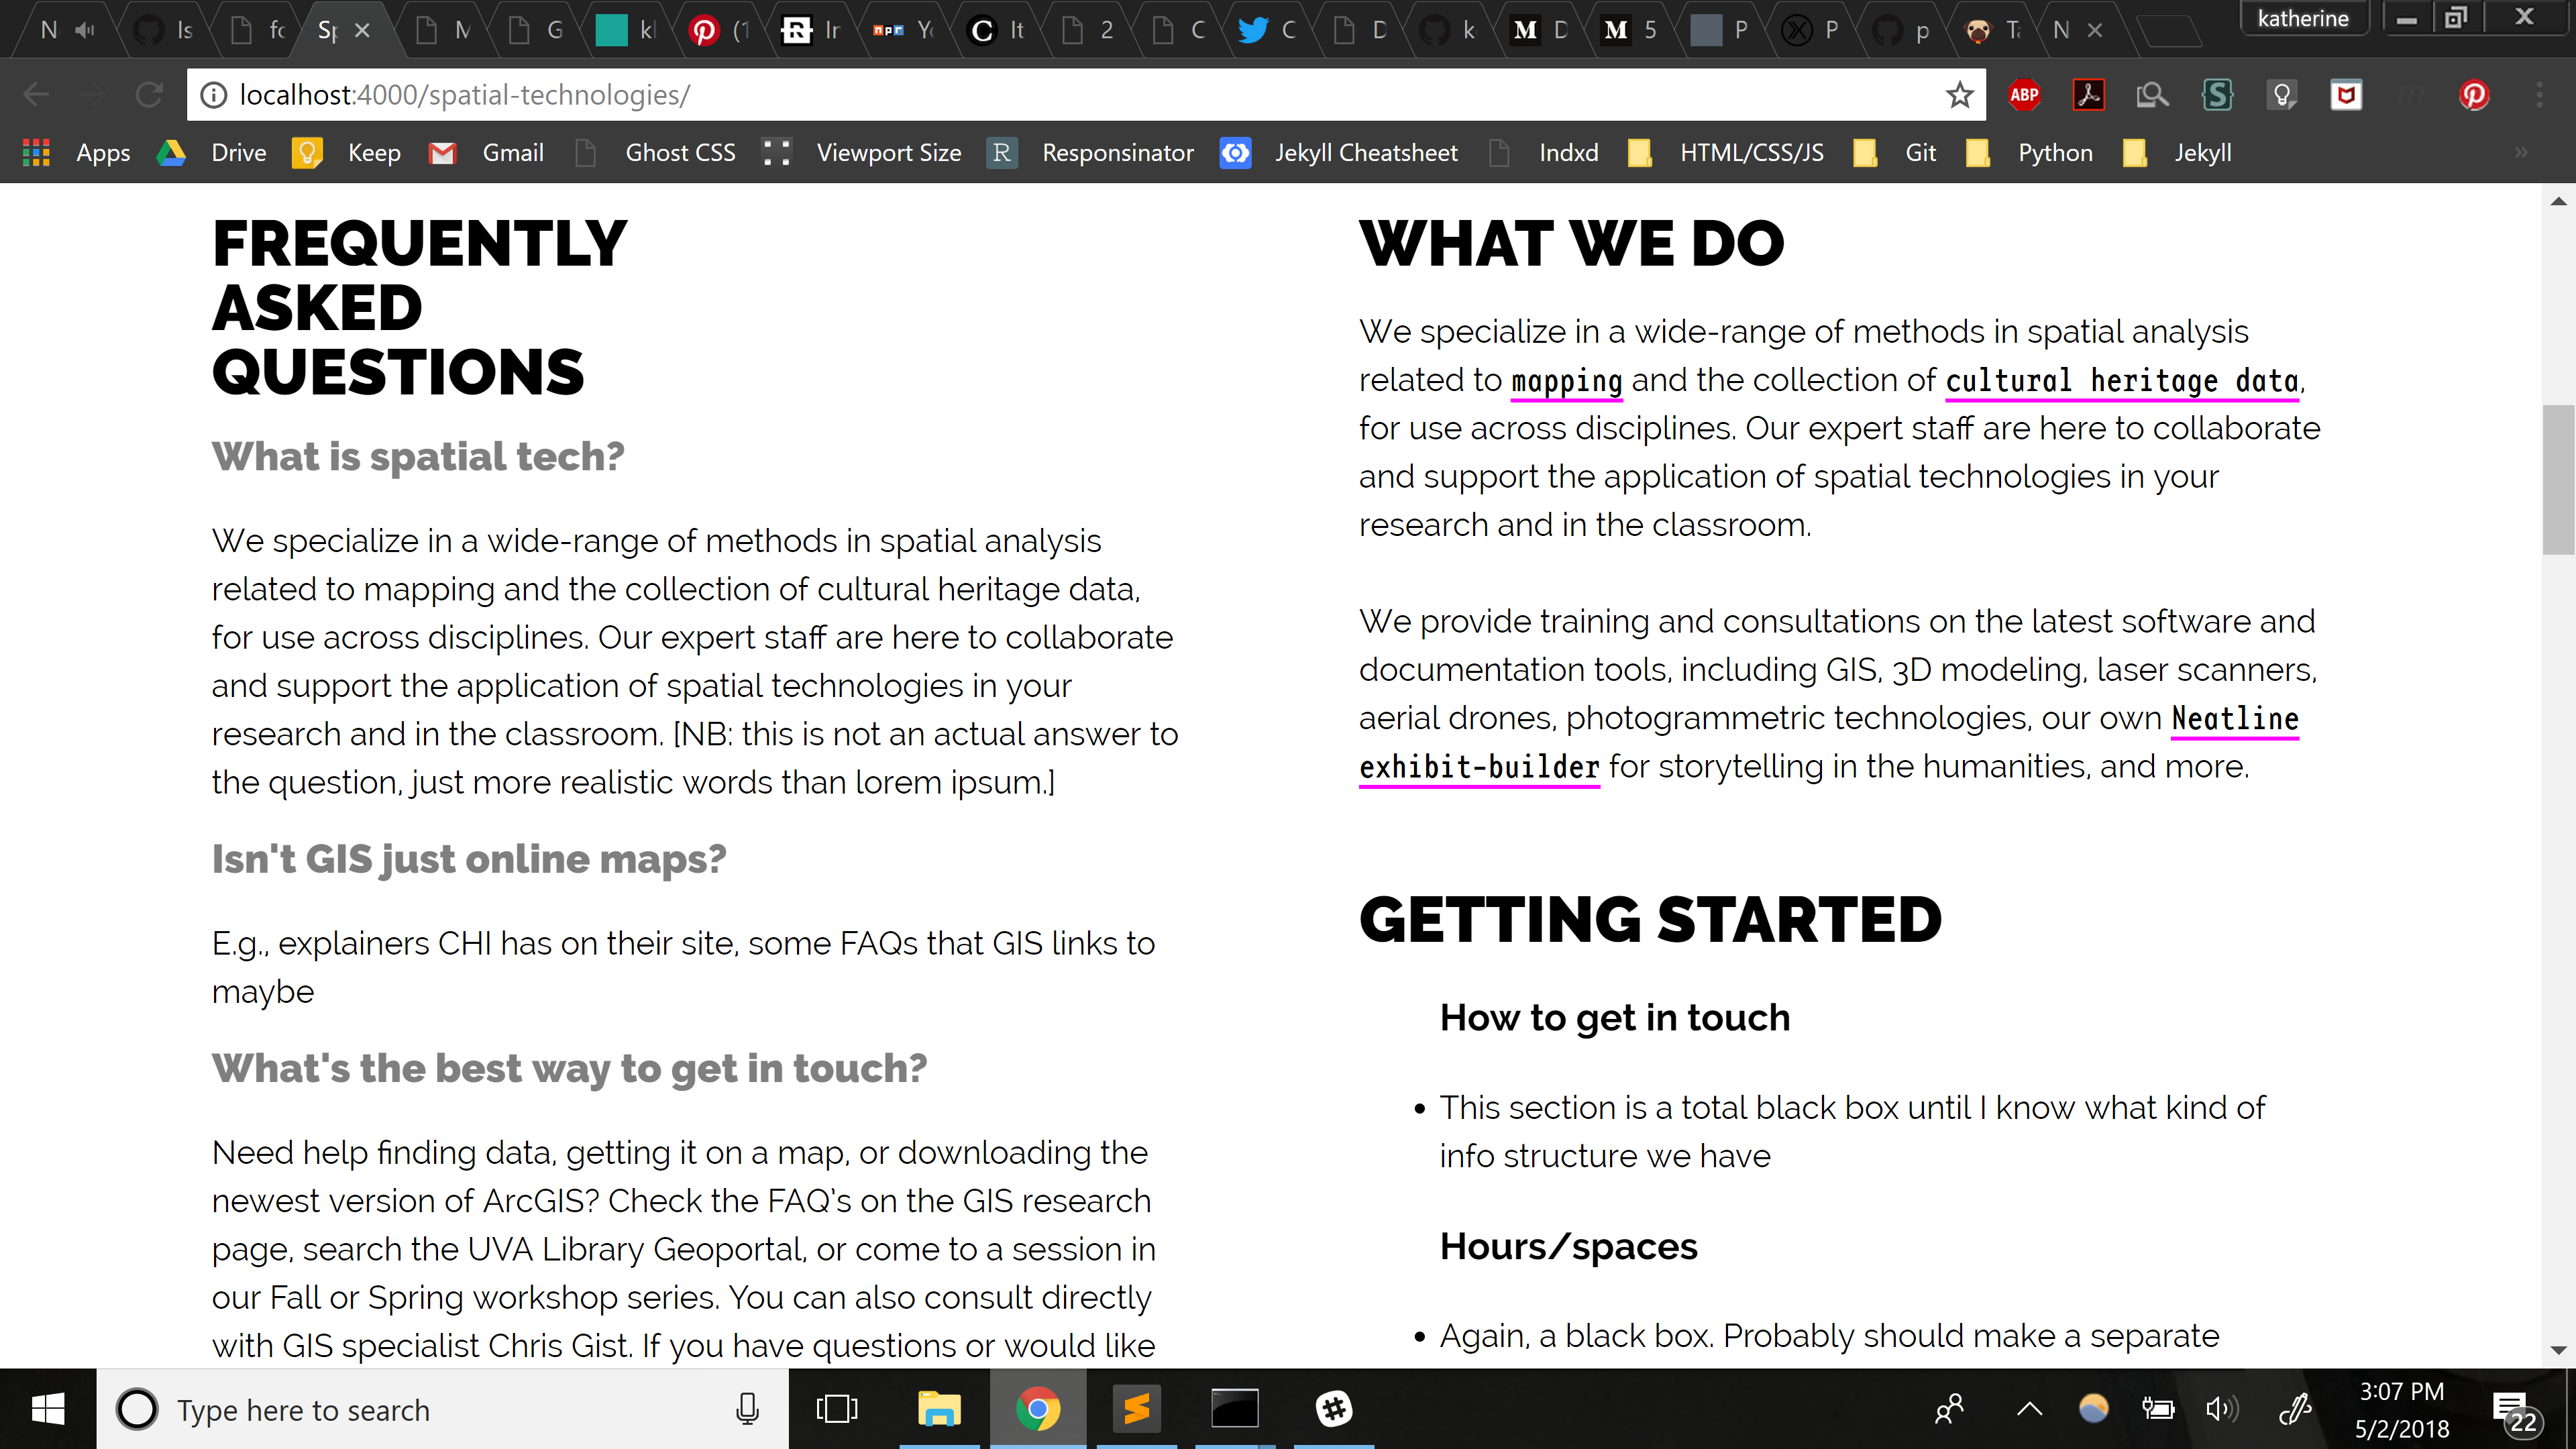 N Is fc Sp M G kl (1 Ir Yo It 2 C C D k D 5 P P p Ta N katherine
localhost:4000/spatial-technologies/
ABP
Apps Drive Keep Gmail Ghost CSS Viewport Size R Responsinator Jekyll Cheatsheet Indxd HTML/CSS/JS Git Python Jekyll »
FREQUENTLY
ASKED
QUESTIONS
What is spatial tech?
We specialize in a wide-range of methods in spatial analysis
related to mapping and the collection of cultural heritage data,
for use across disciplines. Our expert staff are here to collaborate
and support the application of spatial technologies in your
research and in the classroom. [NB: this is not an actual answer to
the question, just more realistic words than lorem ipsum.]
Isn't GIS just online maps?
E.g., explainers CHI has on their site, some FAQs that GIS links to
maybe
What's the best way to get in touch?
Need help finding data, getting it on a map, or downloading the
newest version of ArcGIS? Check the FAQ's on the GIS research
page, search the UVA Library Geoportal, or come to a session in
our Fall or Spring workshop series. You can also consult directly
with GIS specialist Chris Gist. If you have questions or would like
WHAT WE DO
We specialize in a wide-range of methods in spatial analysis
related to mapping and the collection of cultural heritage data,
for use across disciplines. Our expert staff are here to collaborate
and support the application of spatial technologies in your
research and in the classroom.
We provide training and consultations on the latest software and
documentation tools, including GIS, 3D modeling, laser scanners,
aerial drones, photogrammetric technologies, our own Neatline
exhibit-builder for storytelling in the humanities, and more.
GETTING STARTED
How to get in touch
• This section is a total black box until I know what kind of
info structure we have
Hours/spaces
• Again, a black box. Probably should make a separate
Type here to search
3:07 PM
5/2/2018
22